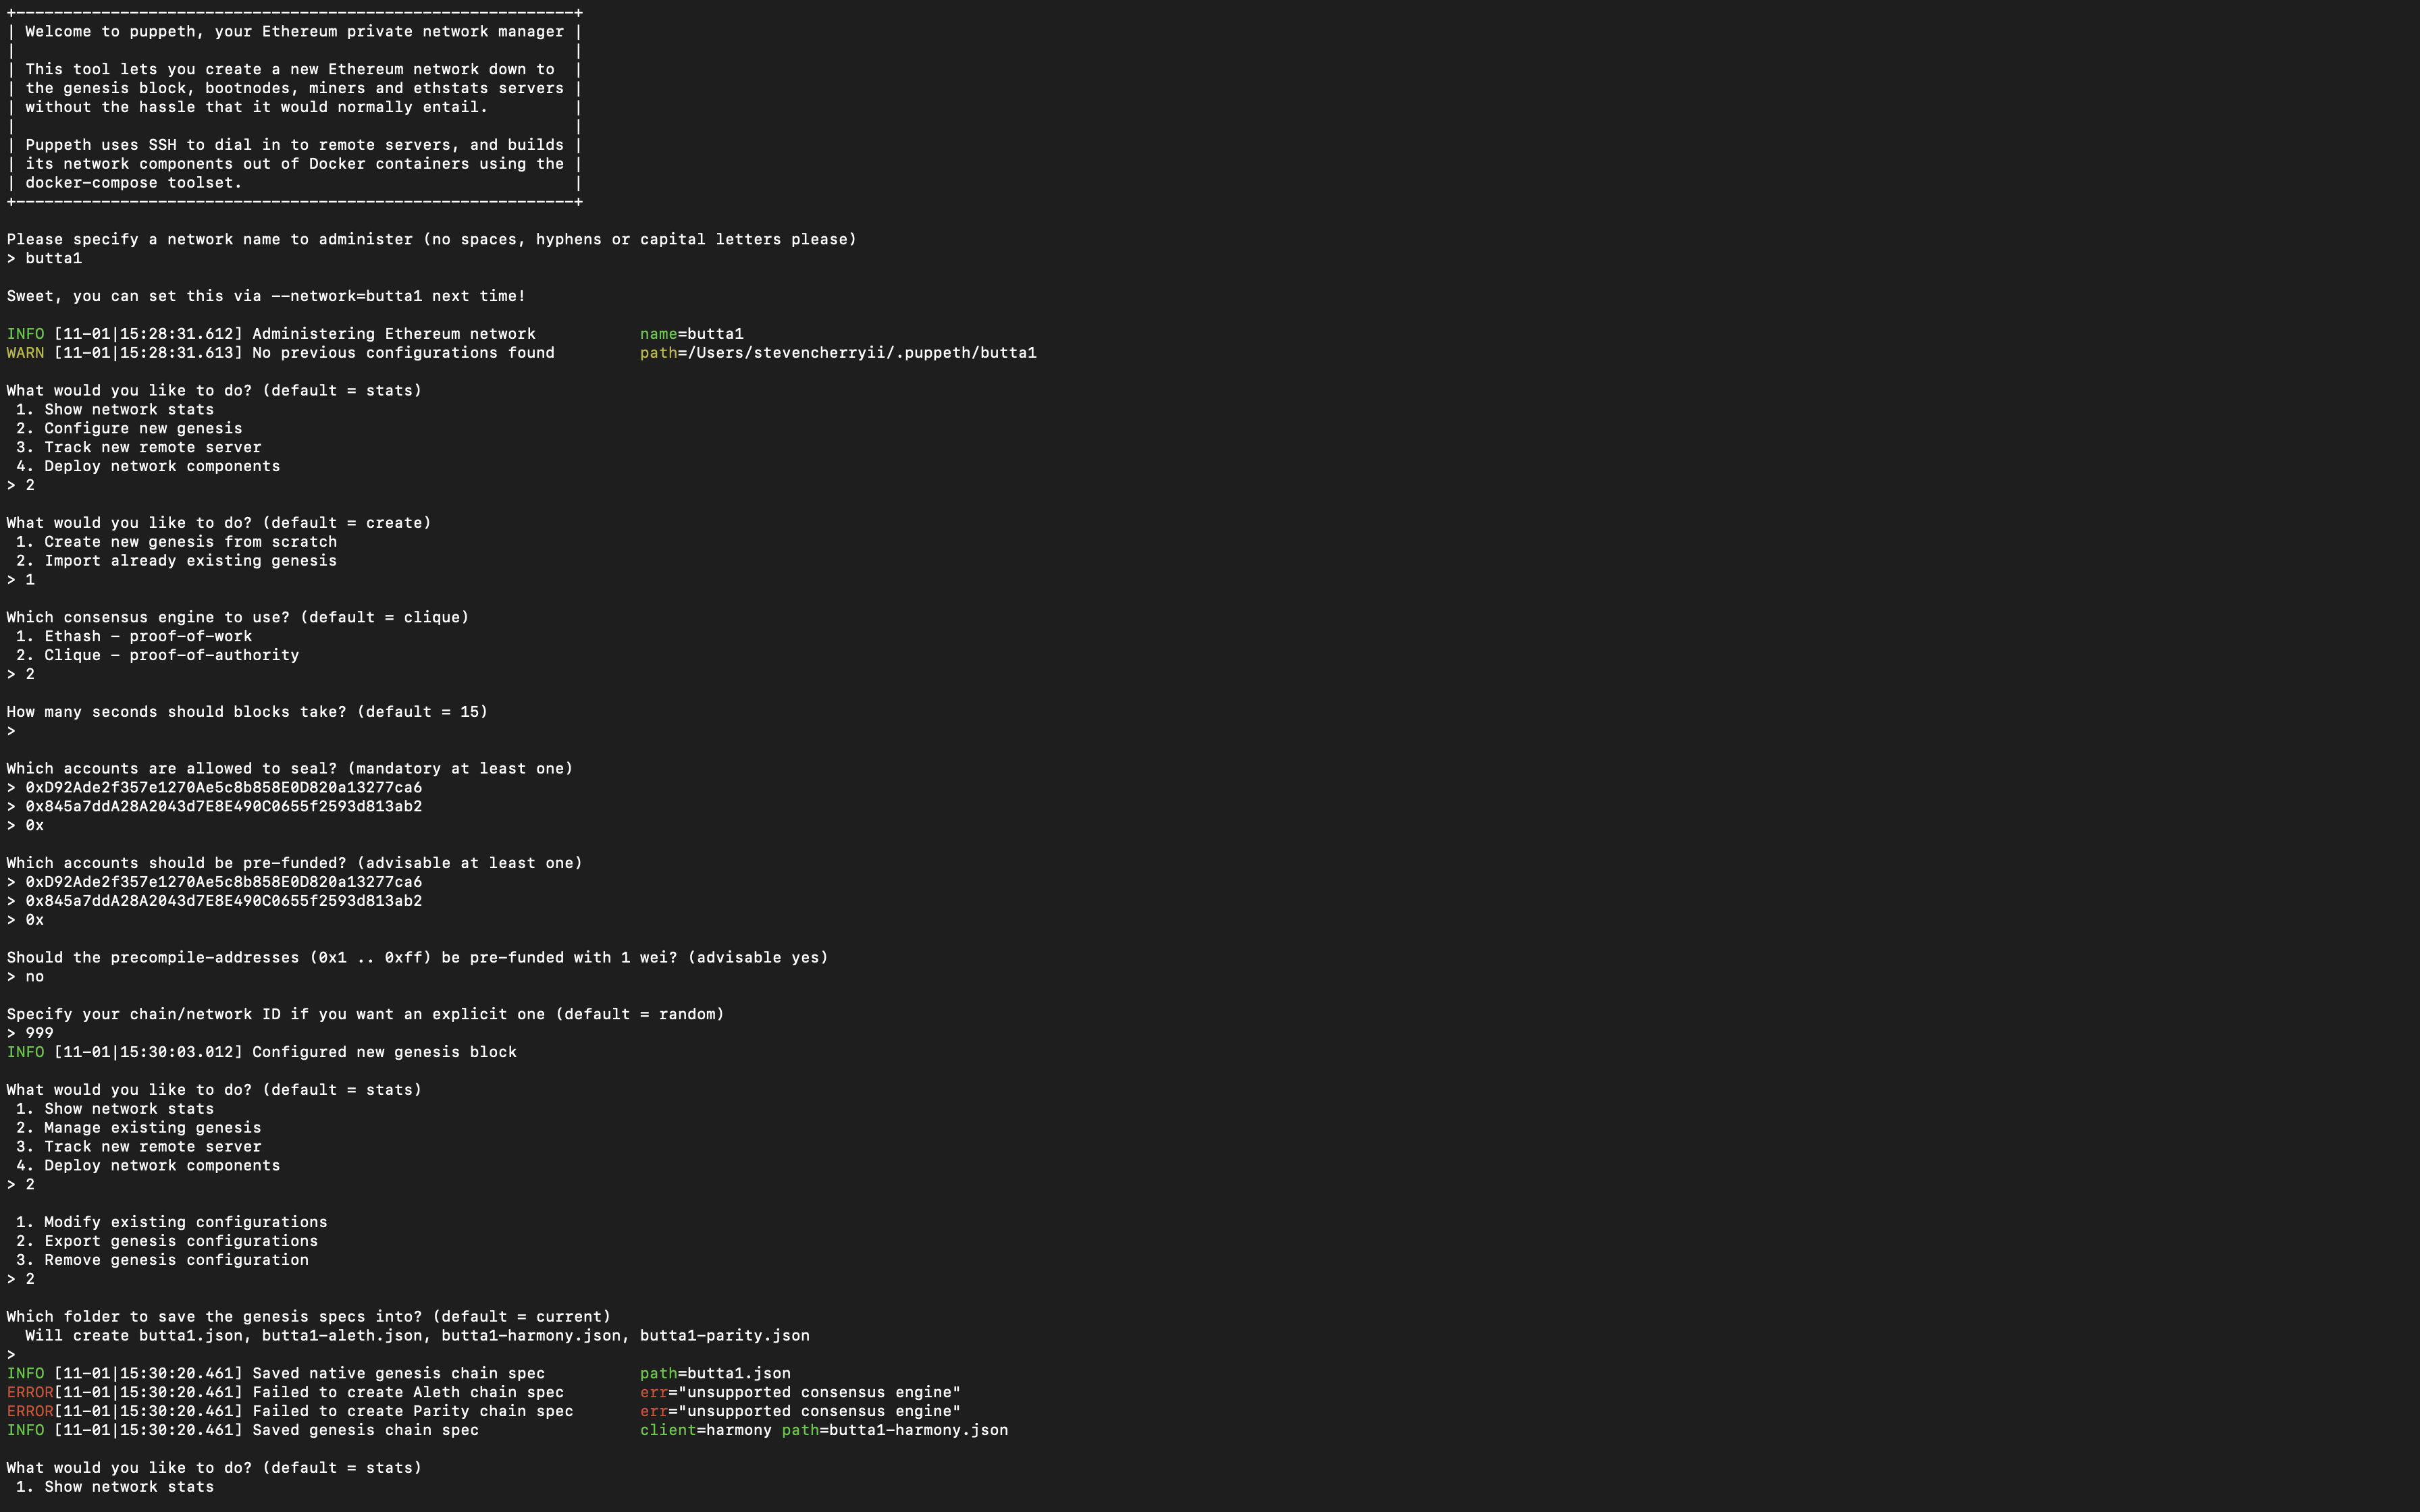 +-----------------------------------------------------------+
| Welcome to puppeth, your Ethereum private network manager |
|                                                           |
| This tool lets you create a new Ethereum network down to  |
| the genesis block, bootnodes, miners and ethstats servers |
| without the hassle that it would normally entail.         |
|                                                           |
| Puppeth uses SSH to dial in to remote servers, and builds |
| its network components out of Docker containers using the |
| docker-compose toolset.                                   |
+-----------------------------------------------------------+

Please specify a network name to administer (no spaces, hyphens or capital letters please)
> butta1

Sweet, you can set this via --network=butta1 next time!

INFO [11-01|15:28:31.612] Administering Ethereum network           name=butta1
WARN [11-01|15:28:31.613] No previous configurations found         path=/Users/stevencherryii/.puppeth/butta1

What would you like to do? (default = stats)
 1. Show network stats
 2. Configure new genesis
 3. Track new remote server
 4. Deploy network components
> 2

What would you like to do? (default = create)
 1. Create new genesis from scratch
 2. Import already existing genesis
> 1

Which consensus engine to use? (default = clique)
 1. Ethash - proof-of-work
 2. Clique - proof-of-authority
> 2

How many seconds should blocks take? (default = 15)
>

Which accounts are allowed to seal? (mandatory at least one)
> 0xD92Ade2f357e1270Ae5c8b858E0D820a13277ca6
> 0x845a7ddA28A2043d7E8E490C0655f2593d813ab2
> 0x

Which accounts should be pre-funded? (advisable at least one)
> 0xD92Ade2f357e1270Ae5c8b858E0D820a13277ca6
> 0x845a7ddA28A2043d7E8E490C0655f2593d813ab2
> 0x

Should the precompile-addresses (0x1 .. 0xff) be pre-funded with 1 wei? (advisable yes)
> no

Specify your chain/network ID if you want an explicit one (default = random)
> 999
INFO [11-01|15:30:03.012] Configured new genesis block

What would you like to do? (default = stats)
 1. Show network stats
 2. Manage existing genesis
 3. Track new remote server
 4. Deploy network components
> 2

 1. Modify existing configurations
 2. Export genesis configurations
 3. Remove genesis configuration
> 2

Which folder to save the genesis specs into? (default = current)
  Will create butta1.json, butta1-aleth.json, butta1-harmony.json, butta1-parity.json
>
INFO [11-01|15:30:20.461] Saved native genesis chain spec          path=butta1.json
ERROR[11-01|15:30:20.461] Failed to create Aleth chain spec        err="unsupported consensus engine"
ERROR[11-01|15:30:20.461] Failed to create Parity chain spec       err="unsupported consensus engine"
INFO [11-01|15:30:20.461] Saved genesis chain spec                 client=harmony path=butta1-harmony.json

What would you like to do? (default = stats)
 1. Show network stats